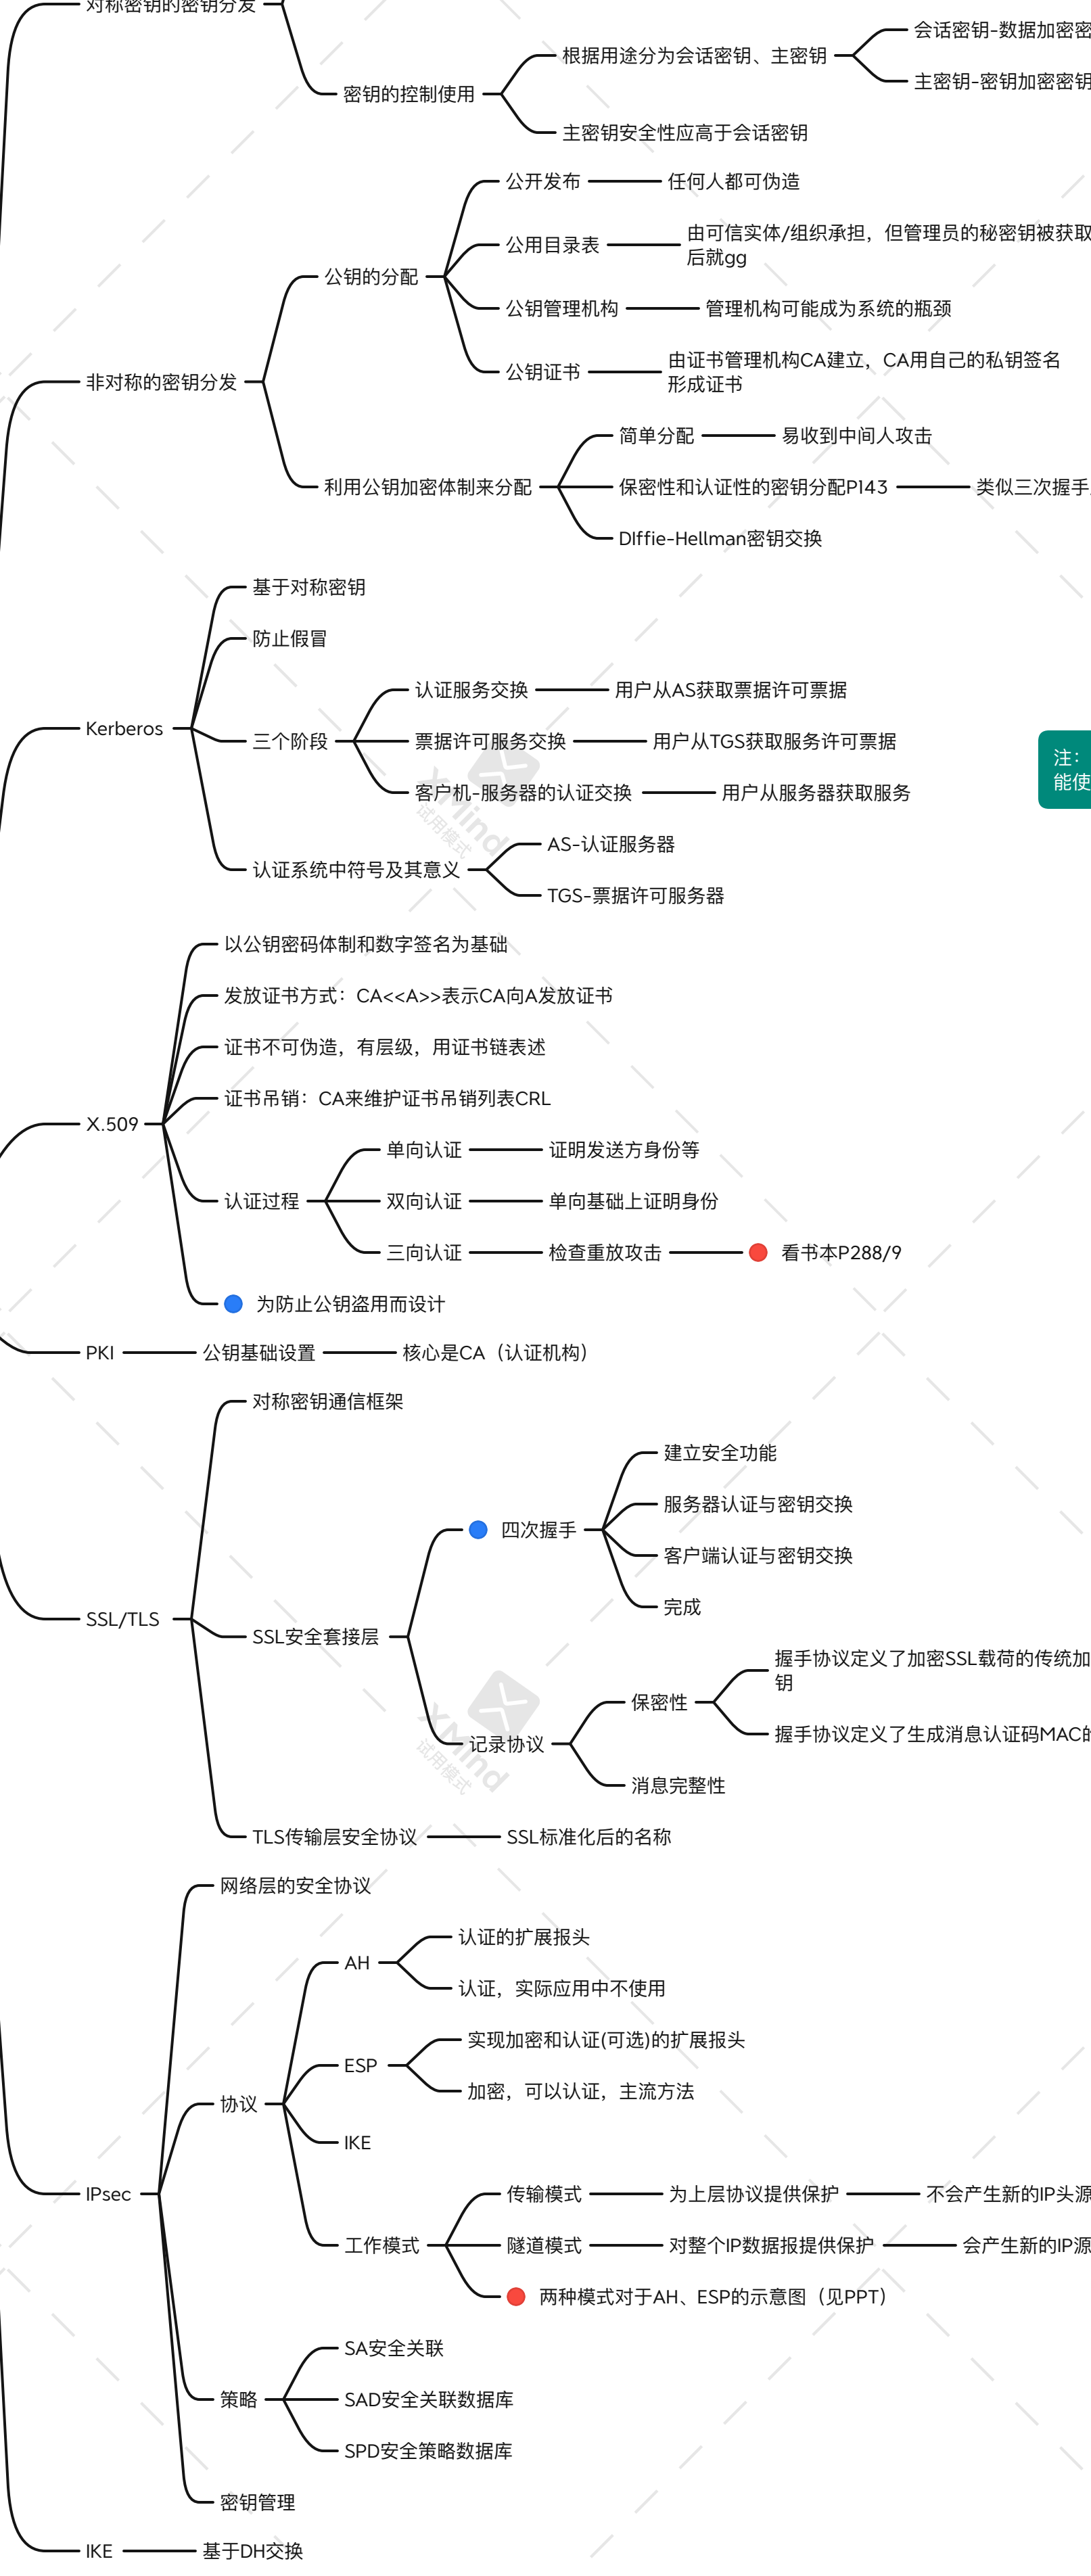 对称密钥的密钥分发
密钥的控制使用
根据用途分为会话密钥、主密钥
会话密钥-数据加密密
主密钥-密钥加密密钥
主密钥安全性应高于会话密钥
非对称的密钥分发
公钥的分配
公开发布
任何人都可伪造
公用目录表
由可信实体/组织承担，但管理员的秘密钥被获取
后就gg
公钥管理机构
管理机构可能成为系统的瓶颈
公钥证书
由证书管理机构CA建立，CA用自己的私钥签名
形成证书
利用公钥加密体制来分配
简单分配
易收到中间人攻击
保密性和认证性的密钥分配P143
类似三次握手
DIffie-Hellman密钥交换
Kerberos
基于对称密钥
防止假冒
三个阶段
认证服务交换
用户从AS获取票据许可票据
票据许可服务交换
用户从TGS获取服务许可票据
客户机-服务器的认证交换
用户从服务器获取服务
注：
能使
认证系统中符号及其意义
AS-认证服务器
TGS-票据许可服务器
XMind
试用模式
X.509
以公钥密码体制和数字签名为基础
发放证书方式：CA<<A>>表示CA向A发放证书
证书不可伪造，有层级，用证书链表述
证书吊销：CA来维护证书吊销列表CRL
认证过程
单向认证
证明发送方身份等
双向认证
单向基础上证明身份
三向认证
检查重放攻击
看书本P288/9
为防止公钥盗用而设计
PKI
公钥基础设置
核心是CA（认证机构）
SSL/TLS
对称密钥通信框架
SSL安全套接层
四次握手
建立安全功能
服务器认证与密钥交换
客户端认证与密钥交换
完成
记录协议
保密性
握手协议定义了加密SSL载荷的传统加
钥
握手协议定义了生成消息认证码MAC的
消息完整性
XMind
试用模式
TLS传输层安全协议
SSL标准化后的名称
IPsec
网络层的安全协议
协议
AH
认证的扩展报头
认证，实际应用中不使用
ESP
实现加密和认证(可选)的扩展报头
加密，可以认证，主流方法
IKE
工作模式
传输模式
为上层协议提供保护
不会产生新的IP头源
隧道模式
对整个IP数据报提供保护
会产生新的IP源
两种模式对于AH、ESP的示意图（见PPT）
策略
SA安全关联
SAD安全关联数据库
SPD安全策略数据库
密钥管理
IKE
基于DH交换